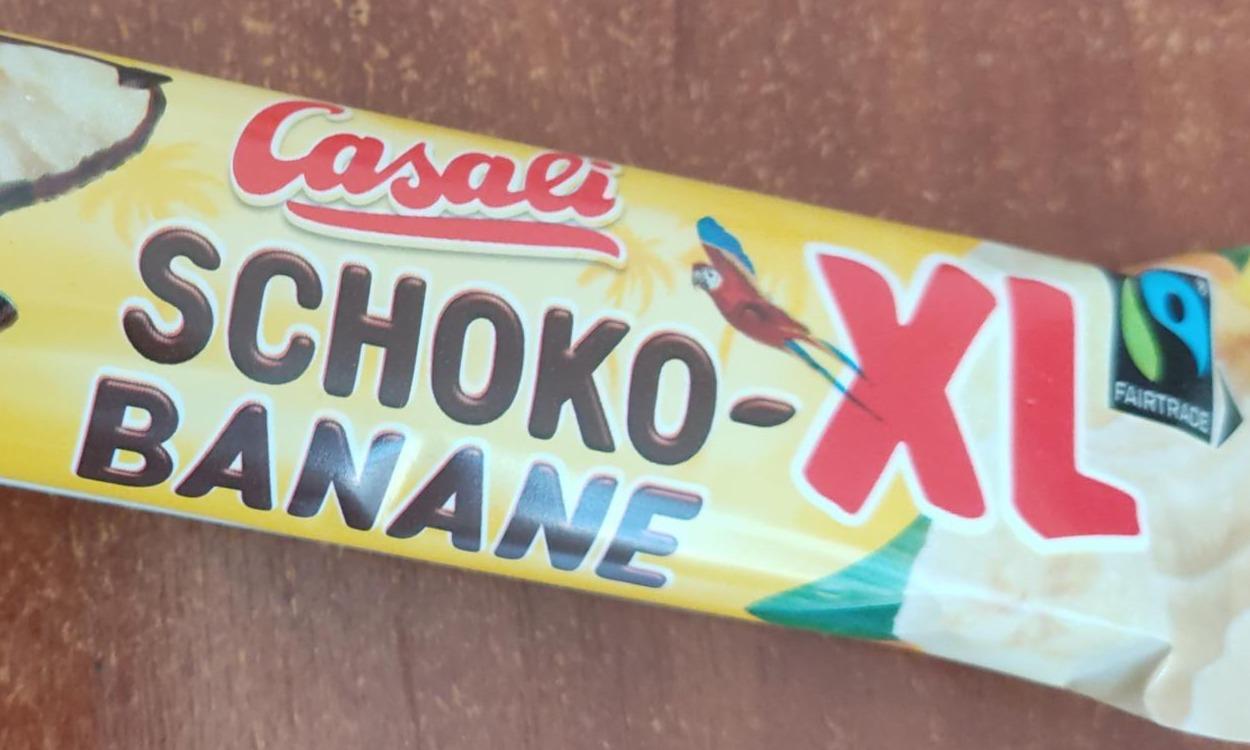 Casali
SCHOKO-
BANANE
XL
FAIRTRADE